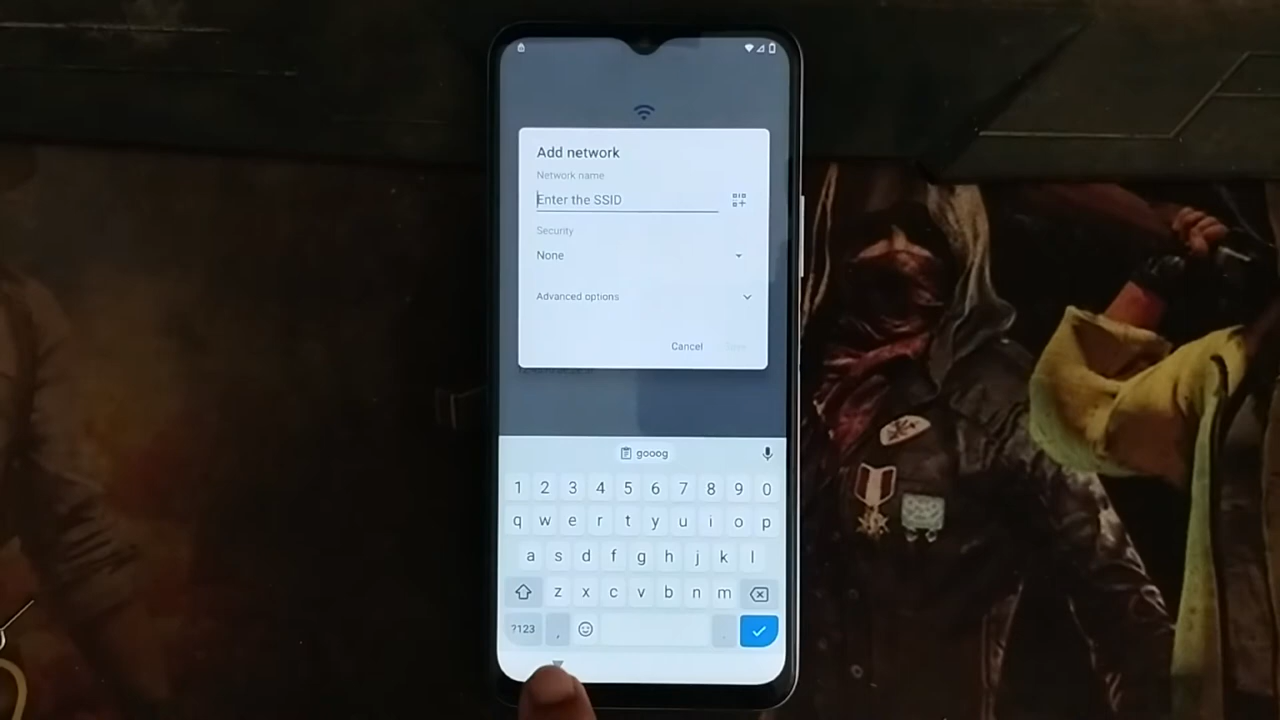 Add network
Network name
Enter the SSID
Security
None
Advanced options
Cancel
gooog
1 2 3 4 5 6 7 8 9 0
q w e r t y u i o p
a s d f g h j k l
z x c v b n m
?123 , .